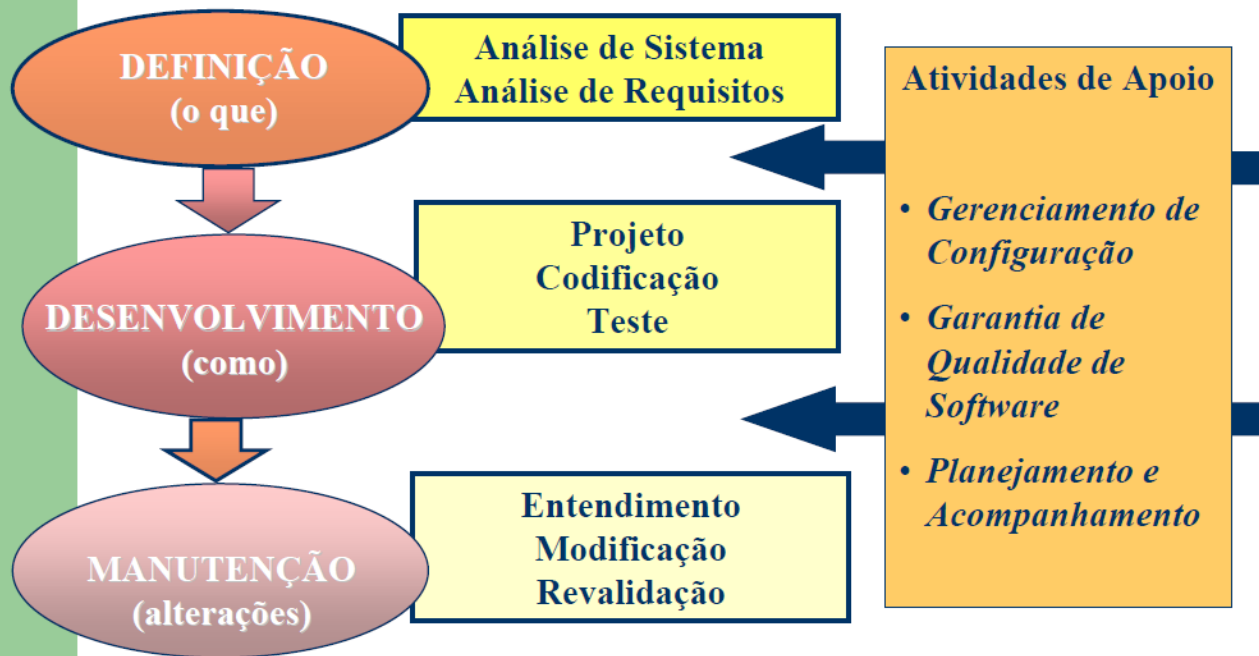 DEFINIÇÃO
(o que)
Análise de Sistema
Análise de Requisitos
DESENVOLVIMENTO
(como)
Projeto
Codificação
Teste
MANUTENÇÃO
(alterações)
Entendimento
Modificação
Revalidação
Atividades de Apoio
• Gerenciamento de
Configuração
• Garantia de
Qualidade de
Software
• Planejamento e
Acompanhamento